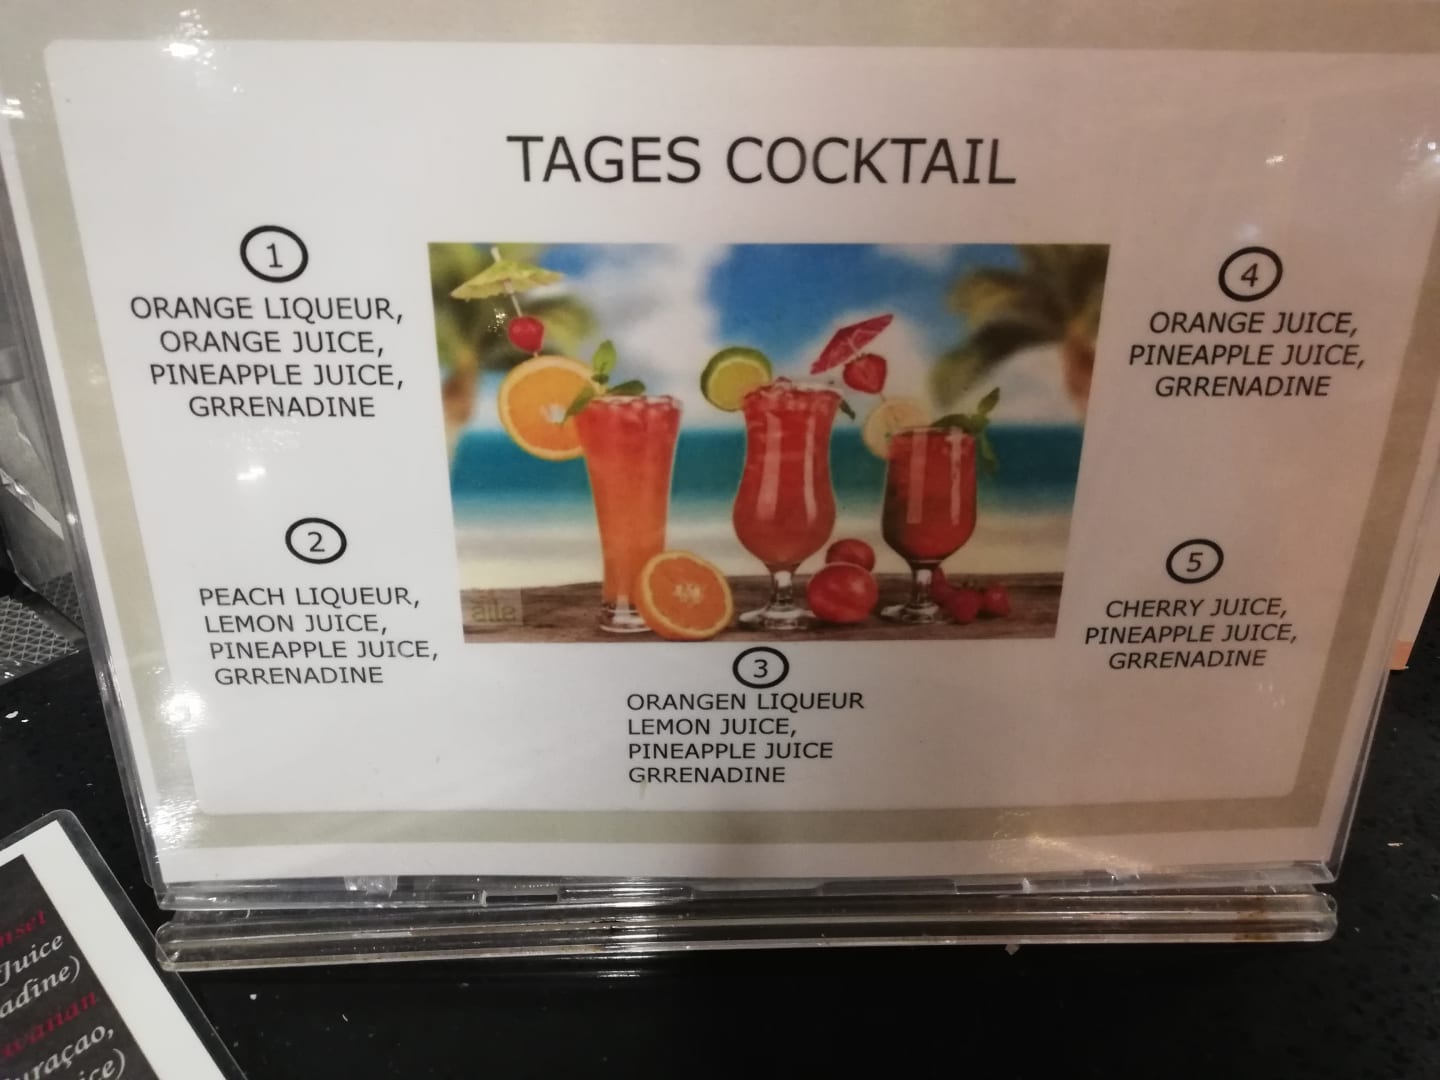 TAGES COCKTAIL
1
ORANGE LIQUEUR,
ORANGE JUICE,
PINEAPPLE JUICE,
GRRENADINE
2
PEACH LIQUEUR,
LEMON JUICE,
PINEAPPLE JUICE,
GRRENADINE
3
ORANGEN LIQUEUR
LEMON JUICE,
PINEAPPLE JUICE
GRRENADINE
4
ORANGE JUICE,
PINEAPPLE JUICE,
GRRENADINE
5
CHERRY JUICE,
PINEAPPLE JUICE,
GRRENADINE
Juice